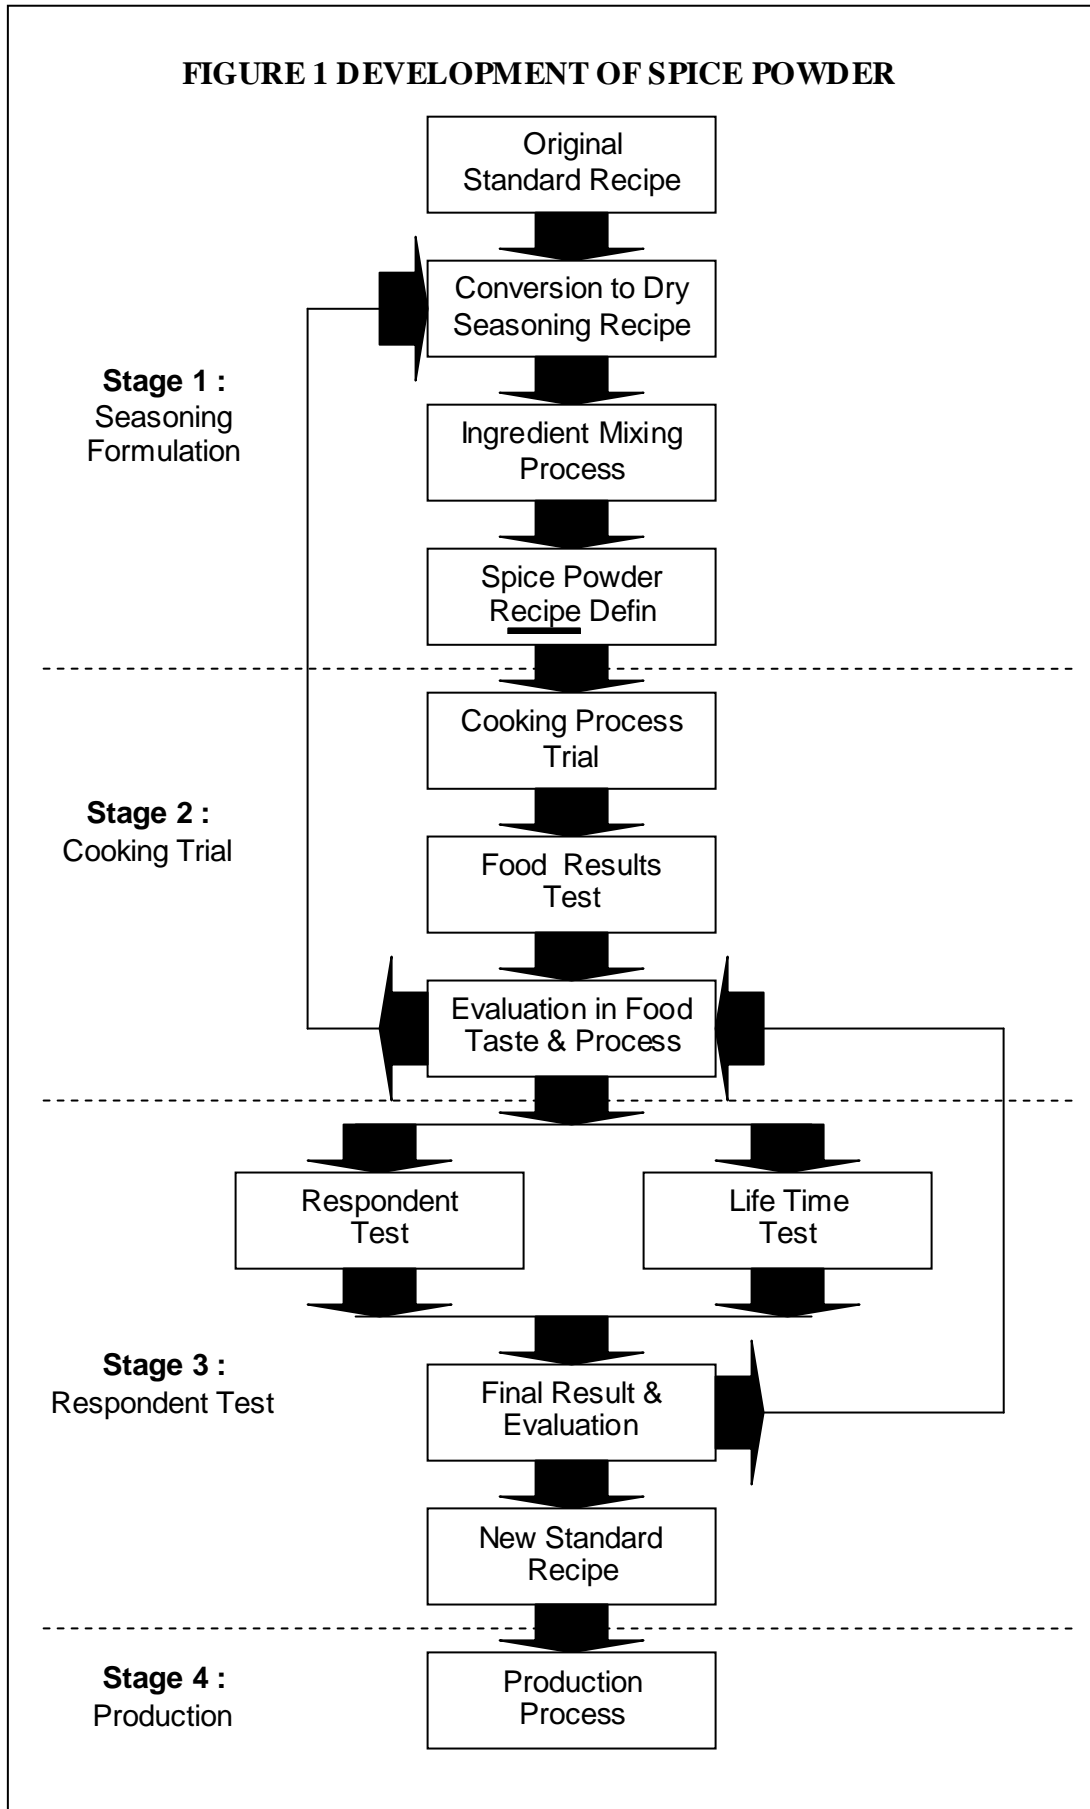 FIGURE 1 DEVELOPMENT OF SPICE POWDER
Original
Standard Recipe
Conversion to Dry
Seasoning Recipe
Stage 1 :
Seasoning
Formulation
Ingredient Mixing
Process
Spice Powder
Recipe Defin
Cooking Process
Trial
Stage 2 :
Cooking Trial
Food Results
Test
Evaluation in Food
Taste & Process
Respondent
Test
Life Time
Test
Stage 3 :
Respondent Test
Final Result &
Evaluation
New Standard
Recipe
Stage 4 :
Production
Production
Process